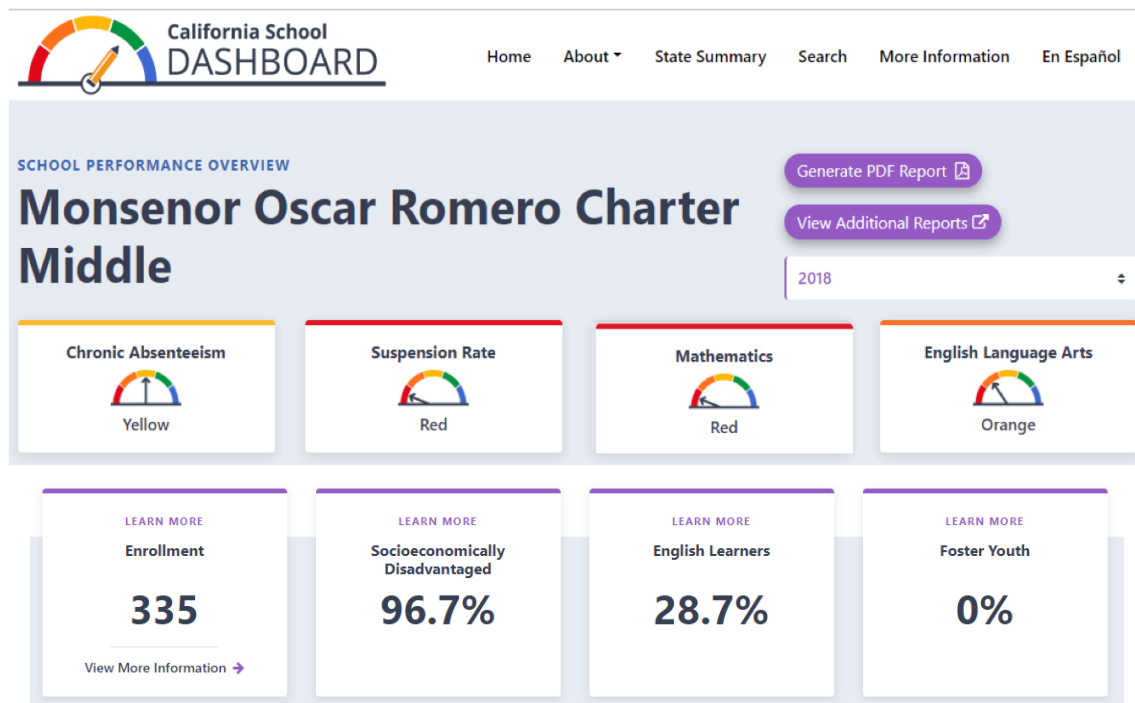 California School
DASHBOARD
Home About State Summary Search More Information En Español
SCHOOL PERFORMANCE OVERVIEW
Monsenor Oscar Romero Charter
Middle
Generate PDF Report
View Additional Reports
2018
Chronic Absenteeism
Yellow
Suspension Rate
Red
Mathematics
Red
English Language Arts
Orange
LEARN MORE
Enrollment
335
View More Information
LEARN MORE
Socioeconomically
Disadvantaged
96.7%
LEARN MORE
English Learners
28.7%
LEARN MORE
Foster Youth
0%